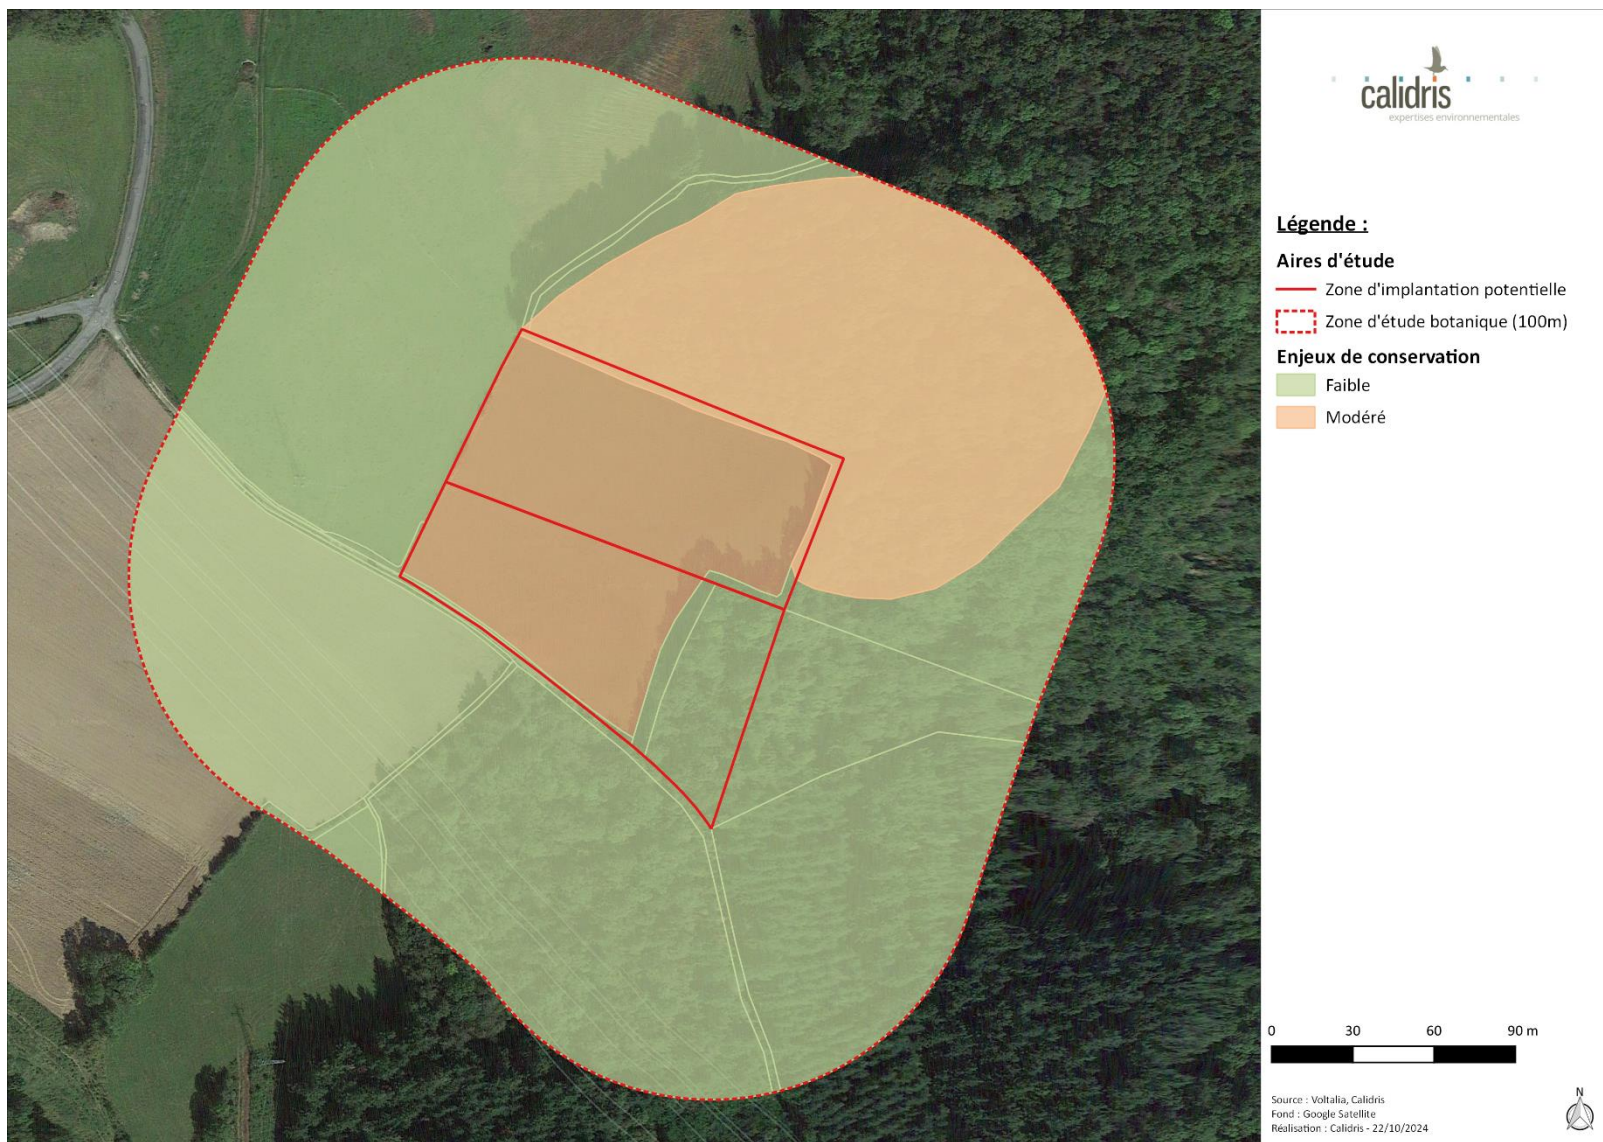 calidris
expertises environnementales
Légende :
Aires d'étude
Zone d'implantation potentielle
Zone d'étude botanique (100m)
Enjeux de conservation
Faible
Modéré
0 30 60 90 m
Source : Voltalia, Calidris
Fond : Google Satellite
Réalisation : Calidris - 22/10/2024
N